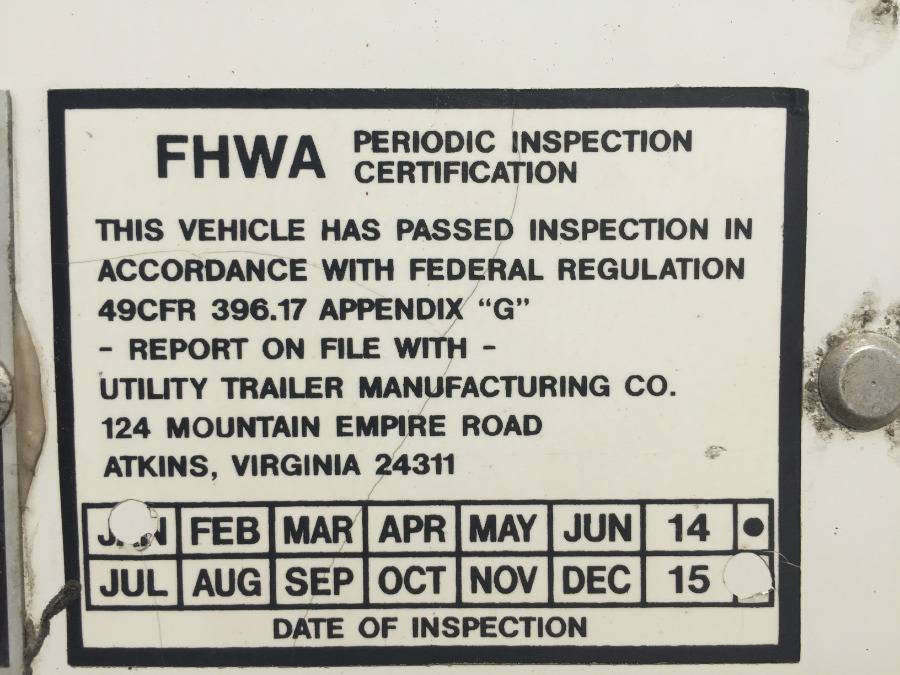 FHWA PERIODIC INSPECTION
CERTIFICATION
THIS VEHICLE HAS PASSED INSPECTION IN
ACCORDANCE WITH FEDERAL REGULATION
49CFR 396.17 APPENDIX “G”
- REPORT ON FILE WITH -
UTILITY TRAILER MANUFACTURING CO.
124 MOUNTAIN EMPIRE ROAD
ATKINS, VIRGINIA 24311
JAN FEB MAR APR MAY JUN 14 ●
JUL AUG SEP OCT NOV DEC 15
DATE OF INSPECTION